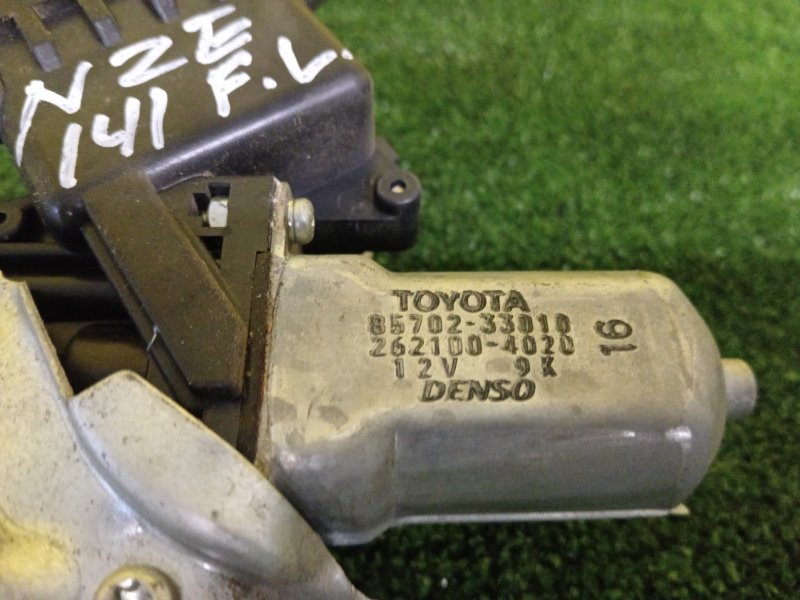 NZE
141 F.L.
TOYOTA
85702-33010
262100-4020
12V 9K
DENSO
16